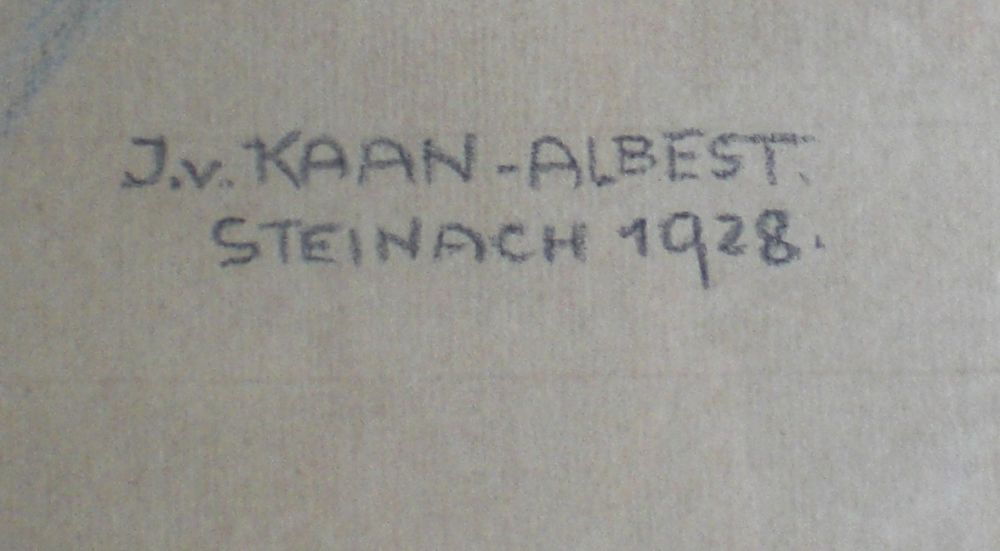 J.v. KAAN-ALBEST.
STEINACH 1928.